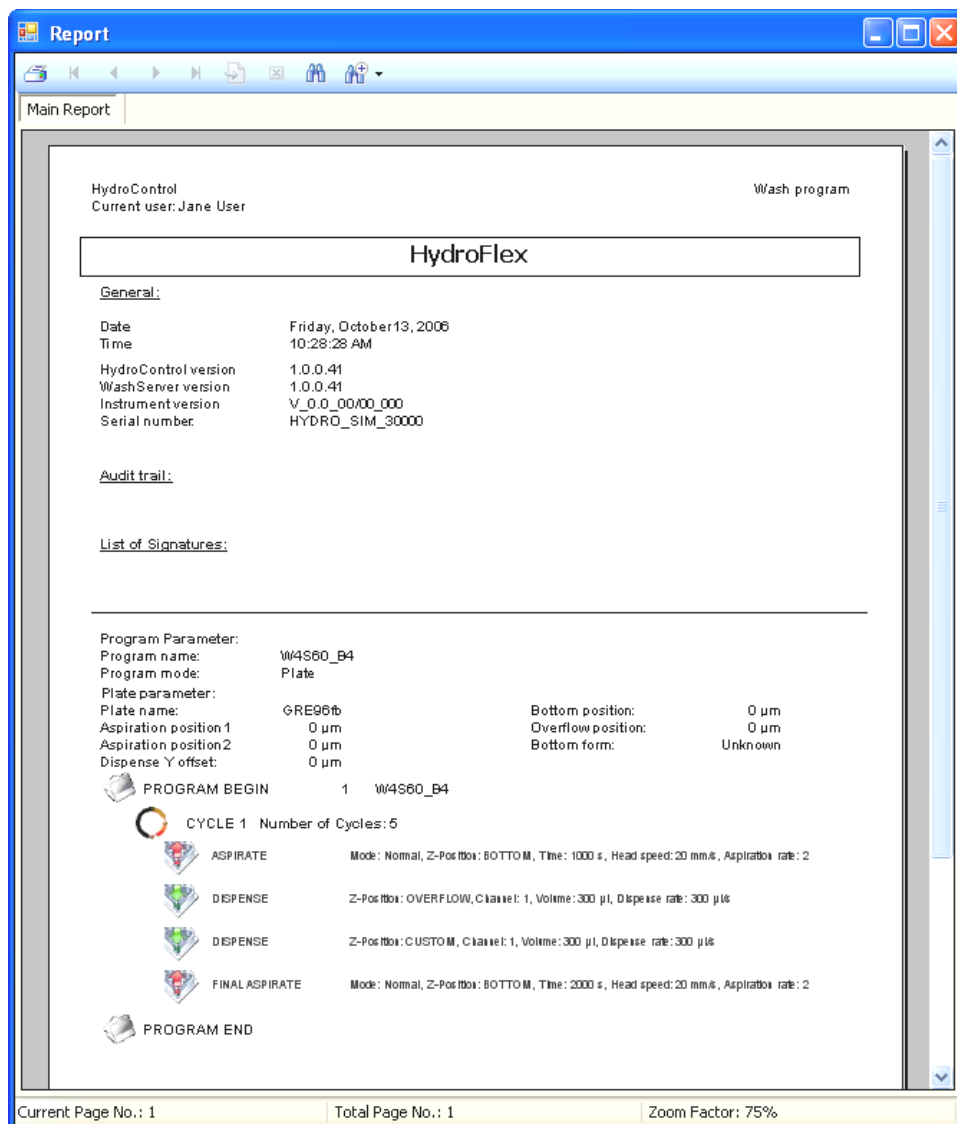 Report
Main Report
HydroControl
Wash program
Current user: Jane User
HydroFlex
General:
Date Friday, October 13, 2006
Time 10:28:28 AM
HydroControl version 1.0.0.41
WashServer version 1.0.0.41
Instrument version V_0.0_00/00_000
Serial number: HYDRO_SIM_30000
Audit trail:
List of Signatures:
Program Parameter:
Program name: W4S60_B4
Program mode: Plate
Plate parameter:
Plate name: GRE96fb Bottom position: 0 µm
Aspiration position 1 0 µm Overflow position: 0 µm
Aspiration position 2 0 µm Bottom form: Unknown
Dispense Y offset: 0 µm
PROGRAM BEGIN 1 W4S60_B4
CYCLE 1 Number of Cycles: 5
ASPIRATE Mode: Normal, Z-Position: BOTTOM, Time: 1000 s, Head speed: 20 mm/s, Aspiration rate: 2
DISPENSE Z-Position: OVERFLOW, Channel: 1, Volume: 300 µl, Dispense rate: 300 µl/s
DISPENSE Z-Position: CUSTOM, Channel: 1, Volume: 300 µl, Dispense rate: 300 µl/s
FINAL ASPIRATE Mode: Normal, Z-Position: BOTTOM, Time: 2000 s, Head speed: 20 mm/s, Aspiration rate: 2
PROGRAM END
Current Page No.: 1 Total Page No.: 1 Zoom Factor: 75%